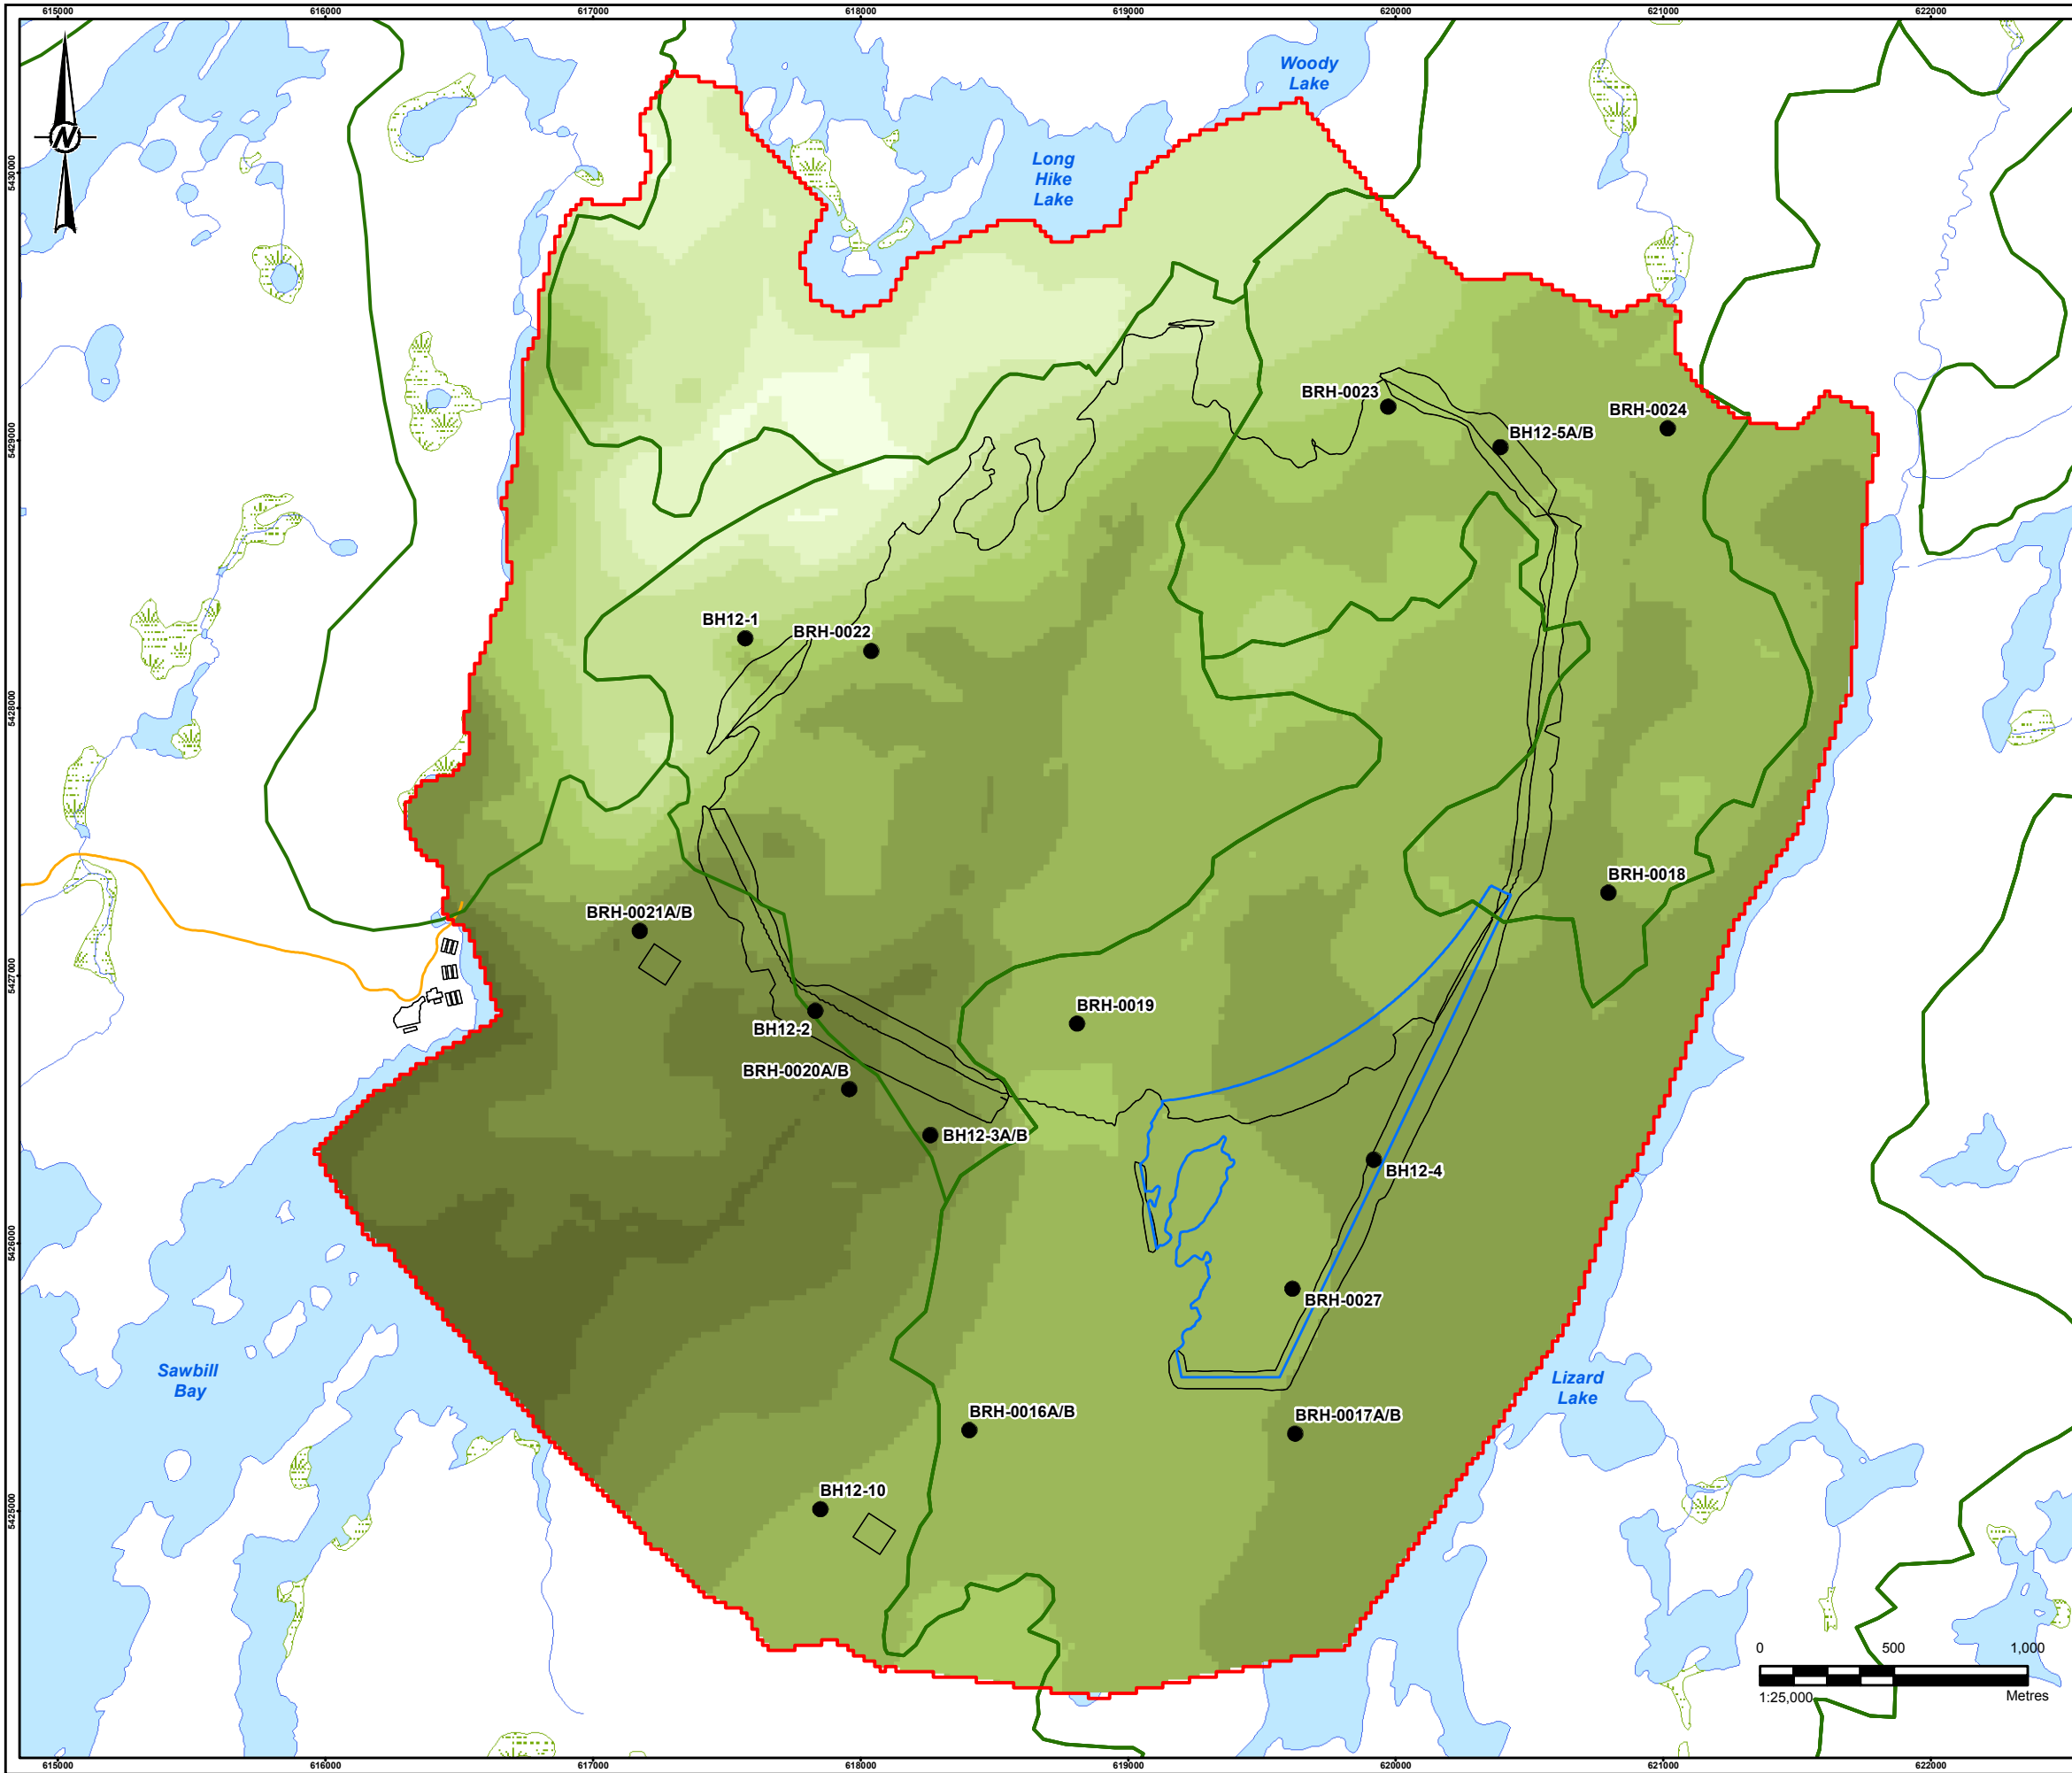 615000
616000
617000
618000
619000
620000
621000
622000
N
Woody
Lake
Long
Hike
Lake
5430000
BRH-0023
BRH-0024
BH12-5A/B
5429000
BH12-1
BRH-0022
5428000
BRH-0018
BRH-0021A/B
5427000
BRH-0019
BH12-2
BRH-0020A/B
BH12-3A/B
BH12-4
5426000
BRH-0027
Sawbill
Bay
Lizard
Lake
BRH-0016A/B
BRH-0017A/B
BH12-10
5425000
0
500
1,000
1:25,000
Metres
615000
616000
617000
618000
619000
620000
621000
622000